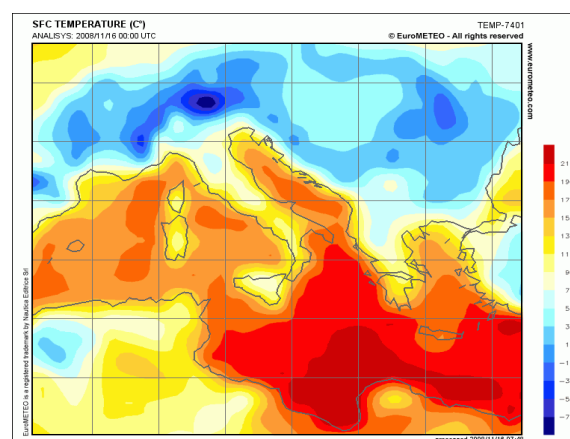 SFC TEMPERATURE (C°)
TEMP-7401
ANALISYS: 2008/11/16 00:00 UTC
© EuroMETEO - All rights reserved
www.eurometeo.com
EuroMETEO is a registered trademark by Nautica Editrice Srl
21
19
17
15
13
11
9
7
5
3
1
−1
−3
−5
−7